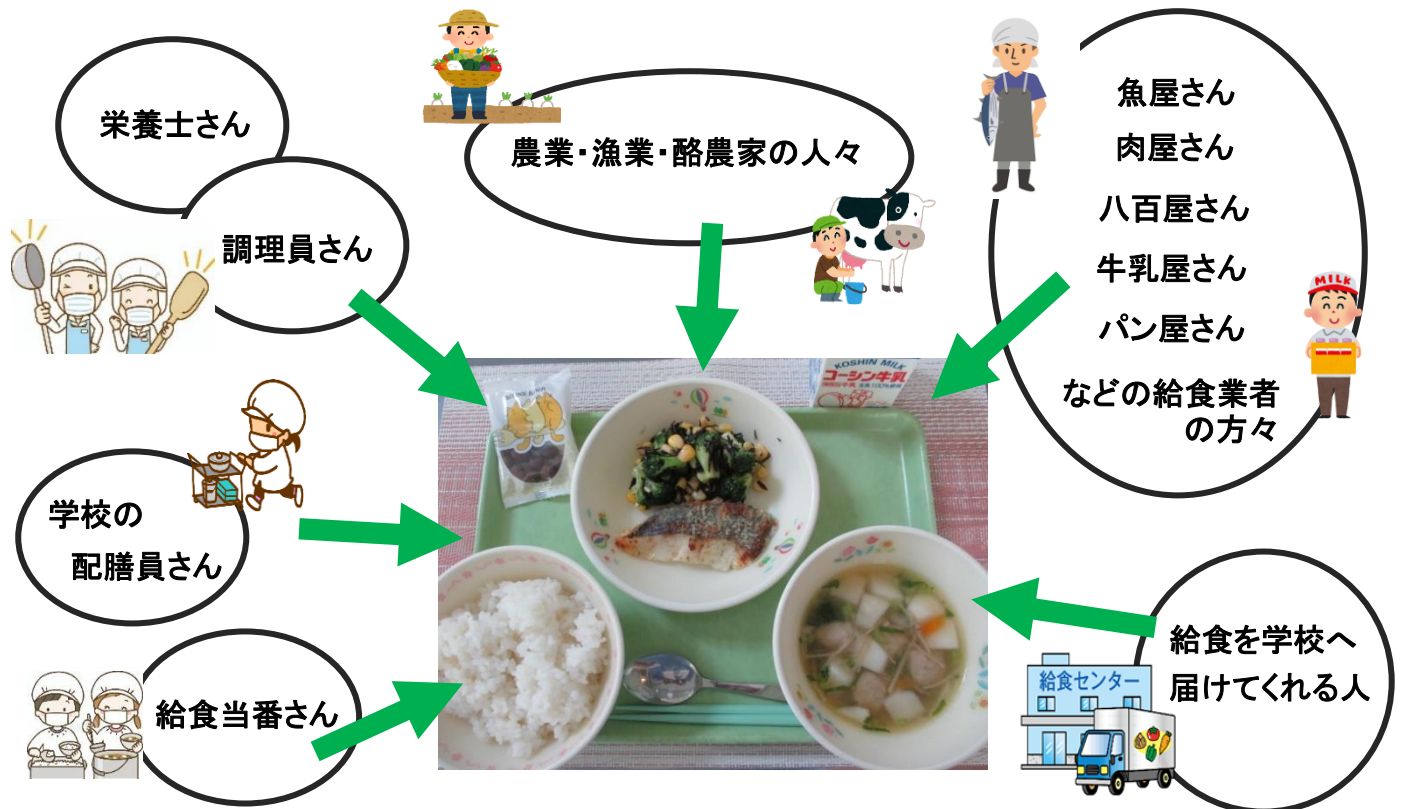 栄養士さん
調理員さん
農業・漁業・酪農家の人々
魚屋さん
肉屋さん
八百屋さん
牛乳屋さん
パン屋さん
などの給食業者
の方々
MILK
KOSHIN MILK
コーシン牛乳
学校の
配膳員さん
給食当番さん
給食を学校へ
届けてくれる人
給食センター